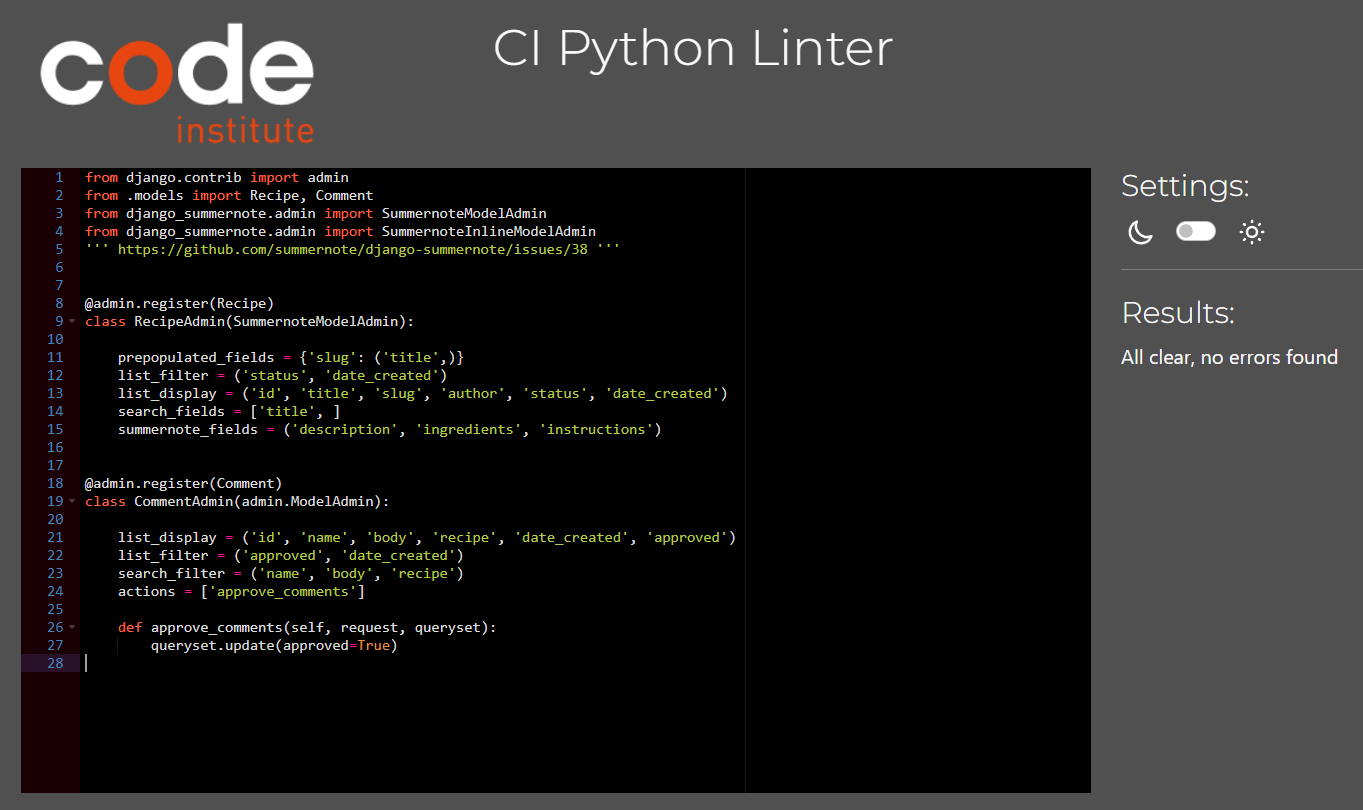 code
institute
CI Python Linter
1 from django.contrib import admin
2 from .models import Recipe, Comment
3 from django_summernote.admin import SummernoteModelAdmin
4 from django_summernote.admin import SummernoteInlineModelAdmin
5 ''' https://github.com/summernote/django-summernote/issues/38 '''
6
7
8 @admin.register(Recipe)
9 class RecipeAdmin(SummernoteModelAdmin):
10
11     prepopulated_fields = {'slug': ('title',)}
12     list_filter = ('status', 'date_created')
13     list_display = ('id', 'title', 'slug', 'author', 'status', 'date_created')
14     search_fields = ['title', ]
15     summernote_fields = ('description', 'ingredients', 'instructions')
16
17
18 @admin.register(Comment)
19 class CommentAdmin(admin.ModelAdmin):
20
21     list_display = ('id', 'name', 'body', 'recipe', 'date_created', 'approved')
22     list_filter = ('approved', 'date_created')
23     search_filter = ('name', 'body', 'recipe')
24     actions = ['approve_comments']
25
26     def approve_comments(self, request, queryset):
27         queryset.update(approved=True)
28
Settings:
Results:
All clear, no errors found